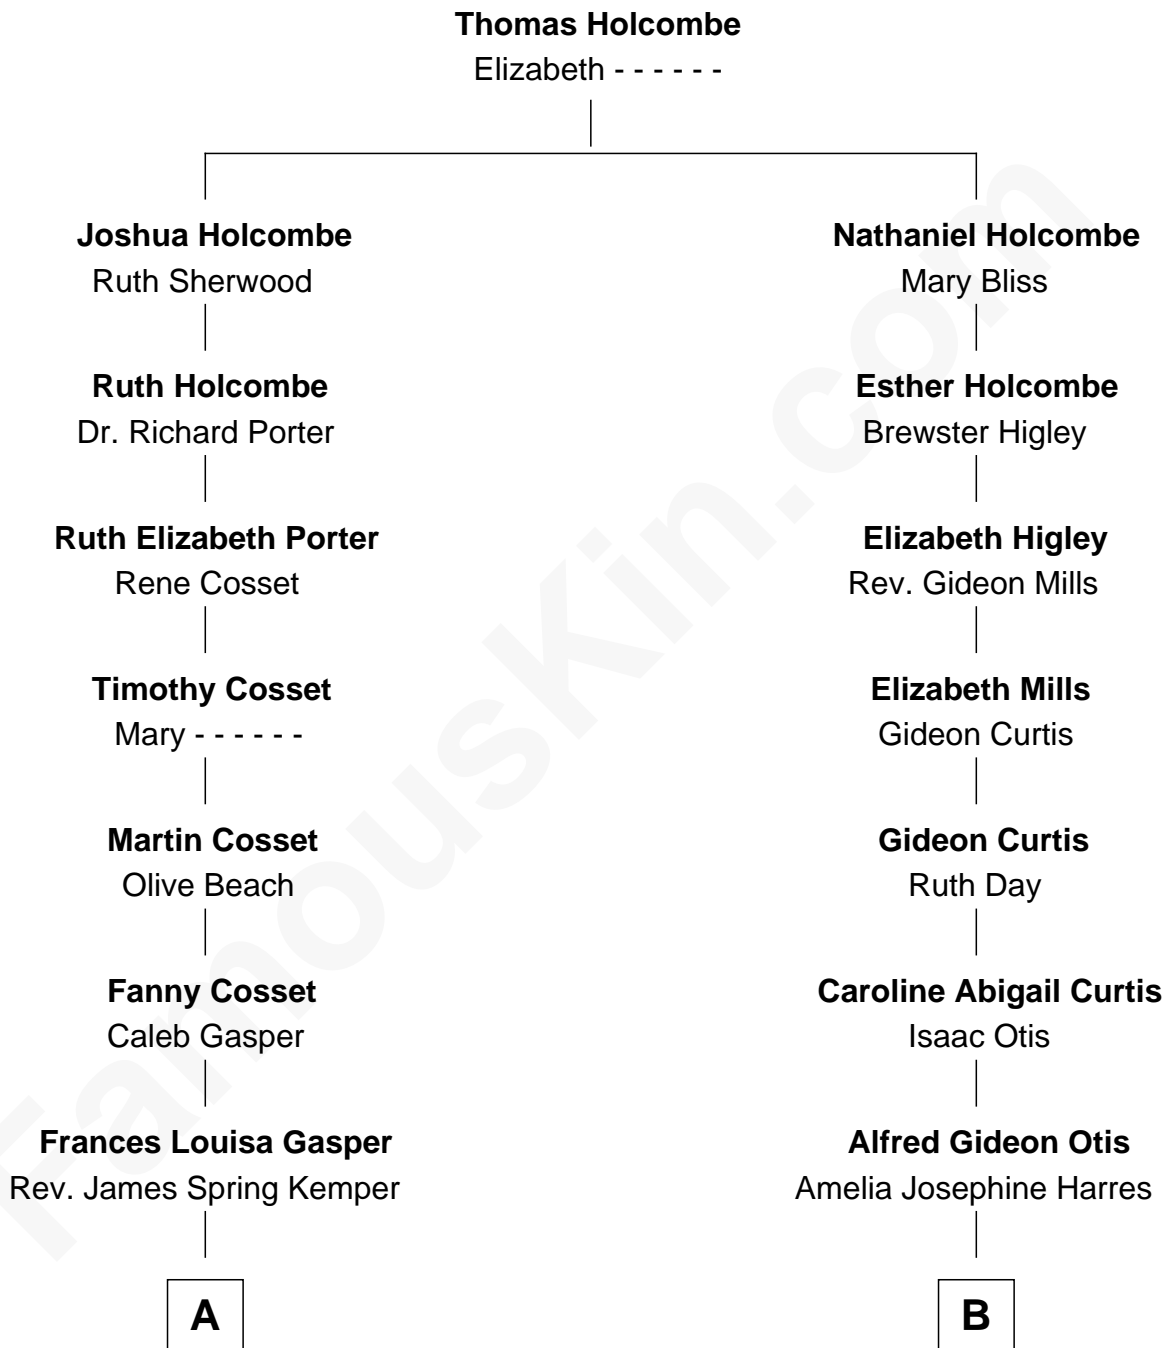 Thomas Holcombe
Elizabeth - - - - - -
Joshua Holcombe
Ruth Sherwood
Nathaniel Holcombe
Mary Bliss
Ruth Holcombe
Dr. Richard Porter
Esther Holcombe
Brewster Higley
Ruth Elizabeth Porter
Rene Cosset
Elizabeth Higley
Rev. Gideon Mills
Timothy Cosset
Mary - - - - - -
Elizabeth Mills
Gideon Curtis
Martin Cosset
Olive Beach
Gideon Curtis
Ruth Day
Fanny Cosset
Caleb Gasper
Caroline Abigail Curtis
Isaac Otis
Frances Louisa Gasper
Rev. James Spring Kemper
Alfred Gideon Otis
Amelia Josephine Harres
A
B
FamousKin.com